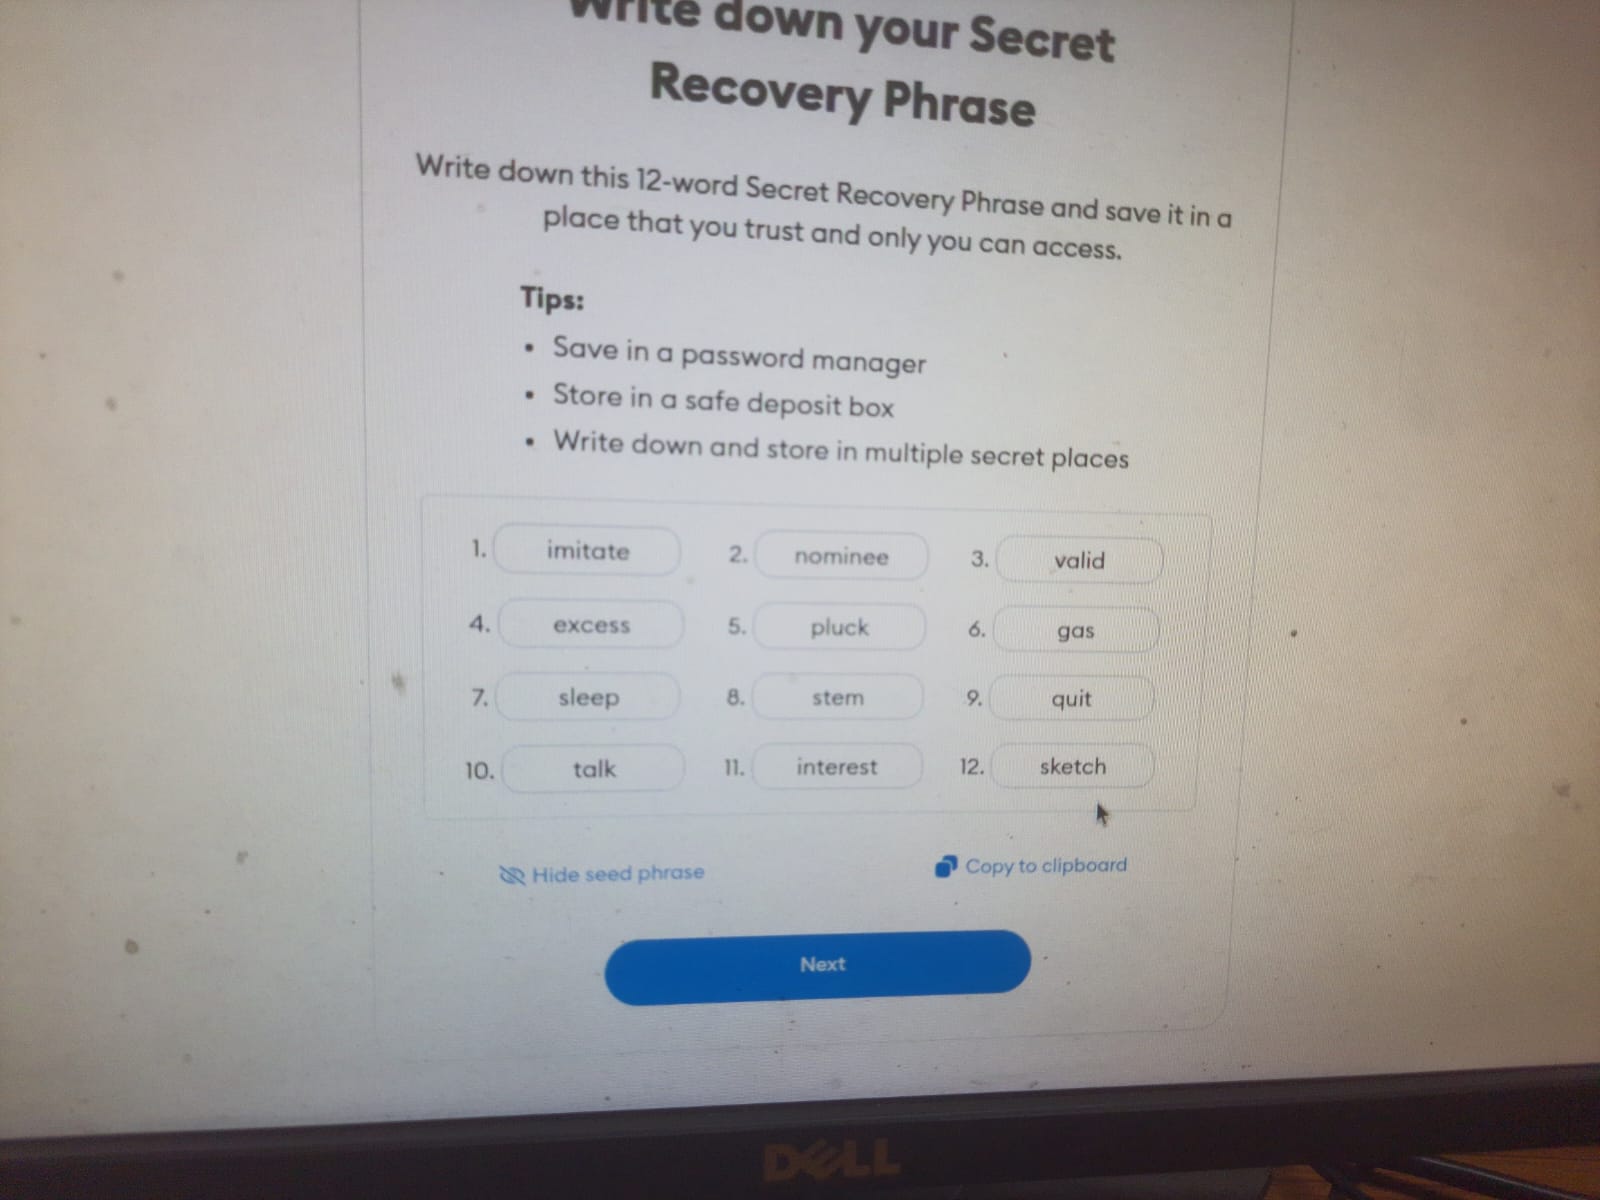 Write down your Secret
Recovery Phrase
Write down this 12-word Secret Recovery Phrase and save it in a
place that you trust and only you can access.
Tips:
• Save in a password manager
• Store in a safe deposit box
• Write down and store in multiple secret places
1. imitate 2. nominee 3. valid
4. excess 5. pluck 6. gas
7. sleep 8. stem 9. quit
10. talk 11. interest 12. sketch
Hide seed phrase Copy to clipboard
Next
DELL